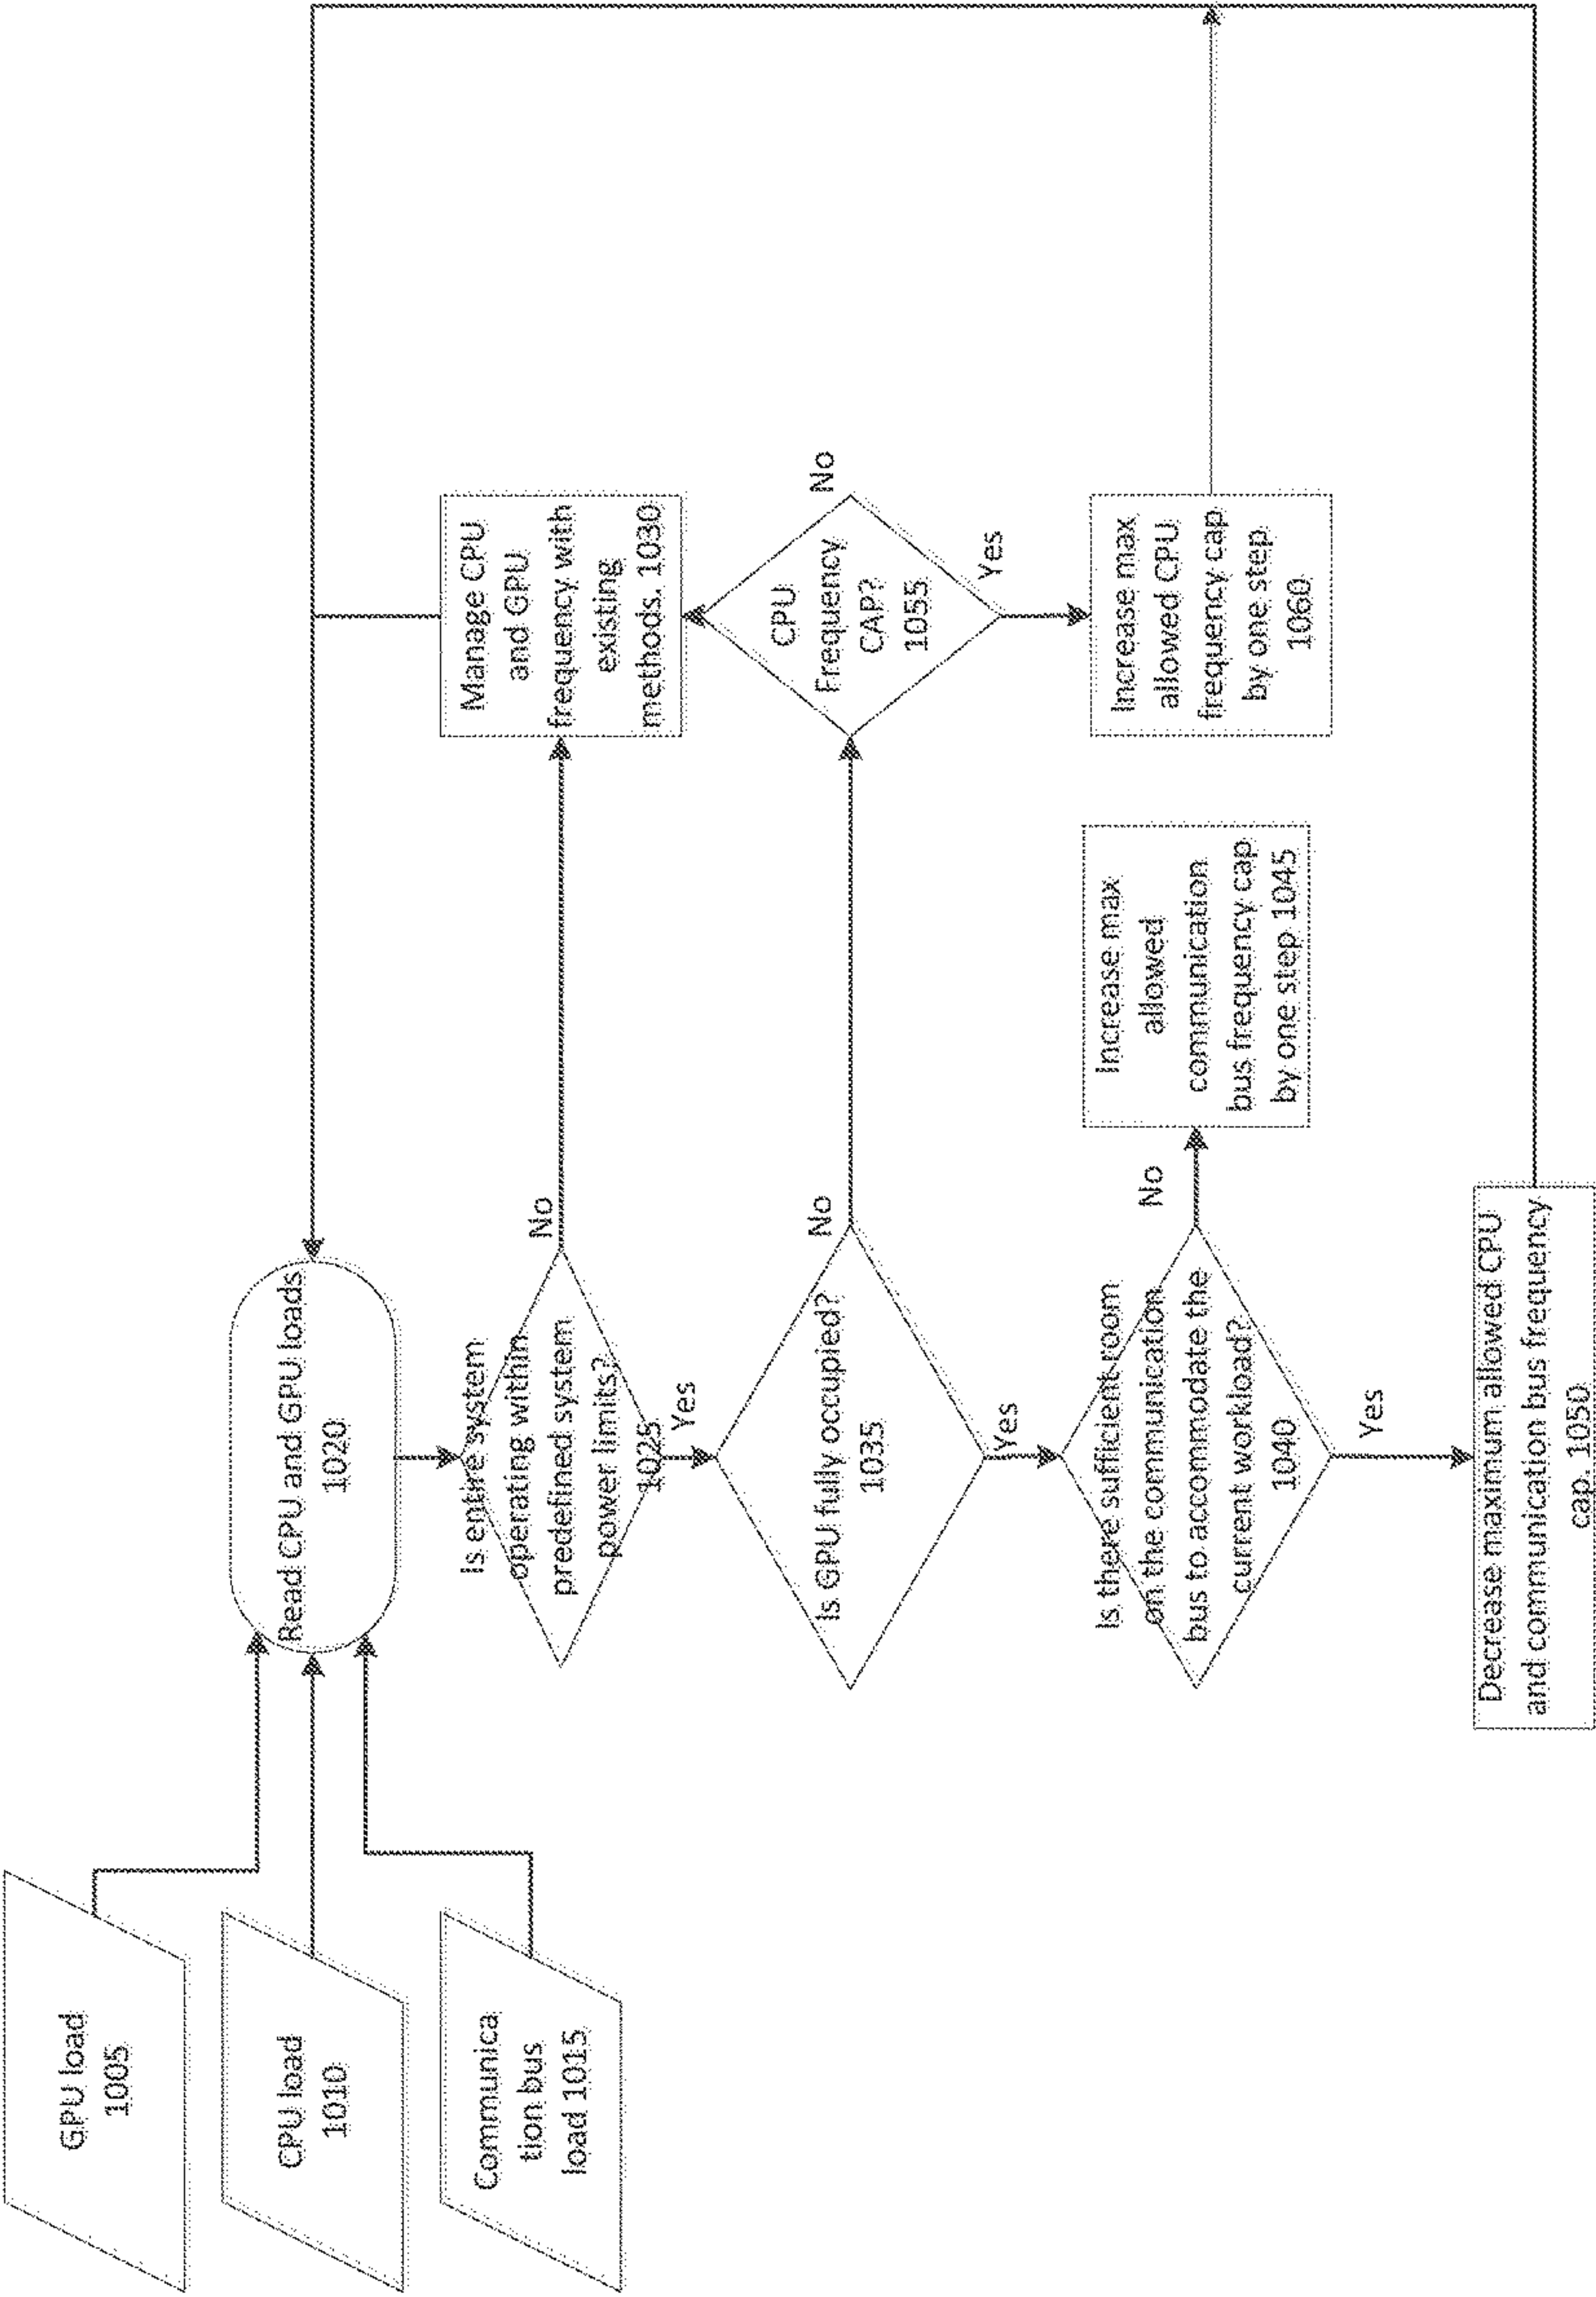 GPU load
1005
CPU load
1010
Communica
tion bus
load 1015
Read CPU and GPU loads
1020
Is entire system
operating within
predefined system
power limits?
1025
No
Yes
Manage CPU
and GPU
frequency with
existing
methods. 1030
Is GPU fully occupied?
1035
No
Yes
CPU
Frequency
CAP?
1055
No
Yes
Is there sufficient room
on the communication
bus to accommodate the
current workload?
1040
No
Yes
Increase max
allowed
communication
bus frequency cap
by one step 1045
Increase max
allowed CPU
frequency cap
by one step
1060
Decrease maximum allowed CPU
and communication bus frequency
cap. 1050